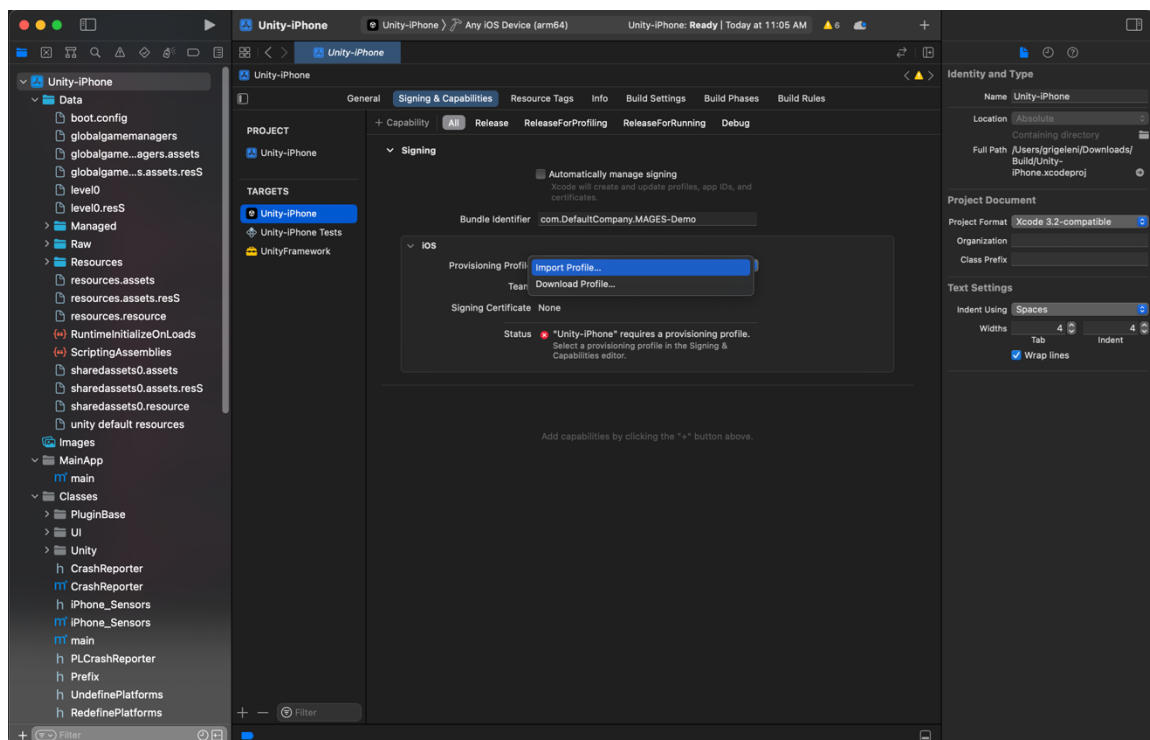 Unity-iPhone
Unity-iPhone
Any iOS Device (arm64)
Unity-iPhone: Ready | Today at 11:05 AM
6
Unity-iPhone
Unity-iPhone
Data
boot.config
globalgamemanagers
globalgame...agers.assets
globalgame...s.assets.resS
level0
level0.resS
Managed
Raw
Resources
resources.assets
resources.assets.resS
resources.resource
RuntimeInitializeOnLoads
ScriptingAssemblies
sharedassets0.assets
sharedassets0.assets.resS
sharedassets0.resource
unity default resources
Images
MainApp
main
Classes
PluginBase
UI
Unity
CrashReporter
CrashReporter
iPhone_Sensors
iPhone_Sensors
main
PLCrashReporter
Prefix
UndefinePlatforms
RedefinePlatforms
Filter
Unity-iPhone
General Signing & Capabilities Resource Tags Info Build Settings Build Phases Build Rules
PROJECT
Unity-iPhone
TARGETS
Unity-iPhone
Unity-iPhone Tests
UnityFramework
Filter
+ Capability All Release ReleaseForProfiling ReleaseForRunning Debug
Signing
Automatically manage signing
Xcode will create and update profiles, app IDs, and
certificates.
Bundle Identifier com.DefaultCompany.MAGES-Demo
iOS
Provisioning Profil
Import Profile...
Download Profile...
Tear
Signing Certificate None
Status "Unity-iPhone" requires a provisioning profile.
Select a provisioning profile in the Signing &
Capabilities editor.
Add capabilities by clicking the "+" button above.
Identity and Type
Name Unity-iPhone
Location Absolute
Containing directory
Full Path /Users/grigeleni/Downloads/
Build/Unity-
iPhone.xcodeproj
Project Document
Project Format Xcode 3.2-compatible
Organization
Class Prefix
Text Settings
Indent Using Spaces
Widths 4 4
Tab Indent
Wrap lines